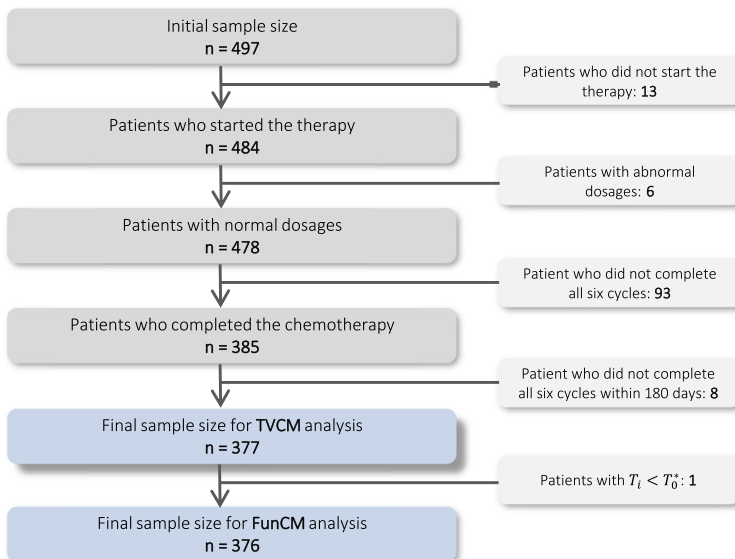 Initial sample size
n = 497
Patients who did not start the
therapy: 13
Patients who started the therapy
n = 484
Patients with abnormal
dosages: 6
Patients with normal dosages
n = 478
Patient who did not complete
all six cycles: 93
Patients who completed the chemotherapy
n = 385
Patient who did not complete
all six cycles within 180 days: 8
Final sample size for TVCM analysis
n = 377
Patients with Tᵢ < T₀*: 1
Final sample size for FunCM analysis
n = 376